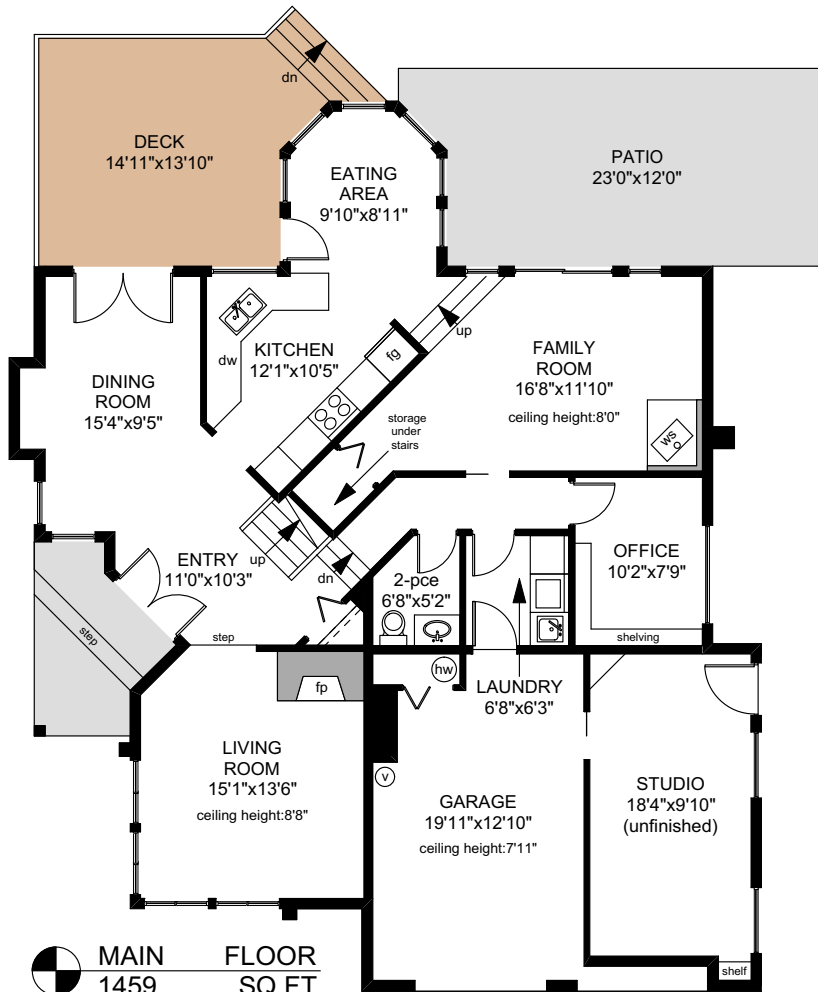 dn
DECK
14'11"x13'10"
EATING
AREA
9'10"x8'11"
PATIO
23'0"x12'0"
up
dw
KITCHEN
12'1"x10'5"
fg
FAMILY
ROOM
16'8"x11'10"
ceiling height:8'0"
WS
DINING
ROOM
15'4"x9'5"
storage
under
stairs
ENTRY
11'0"x10'3"
up
dn
2-pce
6'8"x5'2"
OFFICE
10'2"x7'9"
shelving
step
step
fp
hw
LAUNDRY
6'8"x6'3"
LIVING
ROOM
15'1"x13'6"
ceiling height:8'8"
v
GARAGE
19'11"x12'10"
ceiling height:7'11"
STUDIO
18'4"x9'10"
(unfinished)
shelf
MAIN FLOOR
1459 SQ FT